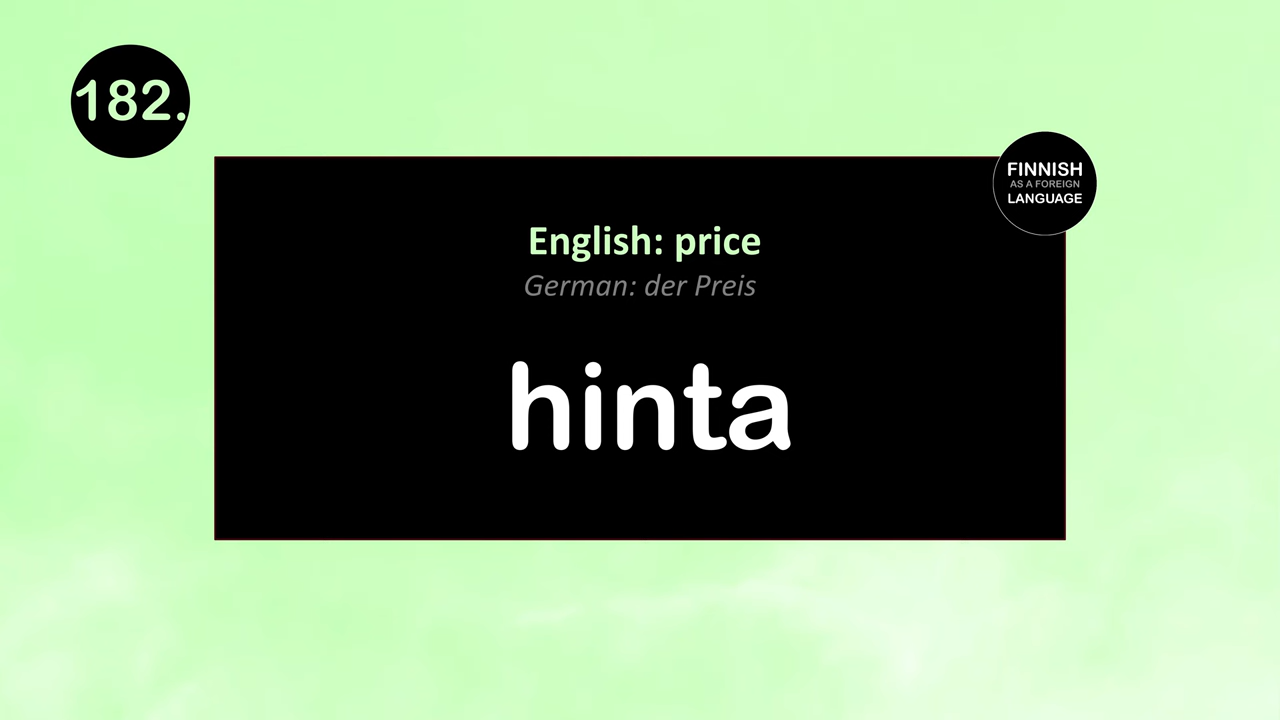 182.
FINNISH
AS A FOREIGN
LANGUAGE
English: price
German: der Preis
hinta